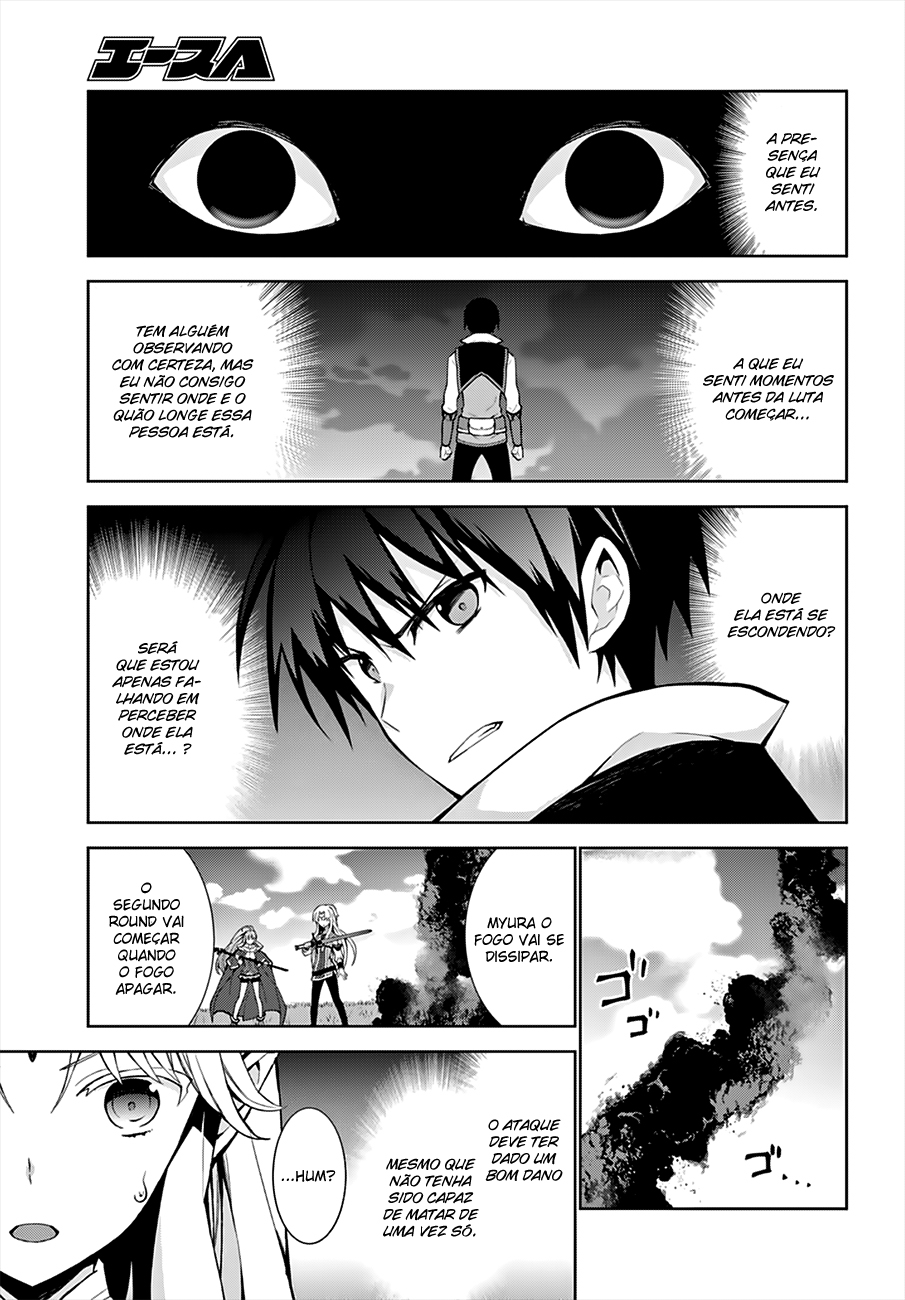 エースA
A PRE-
SENÇA
QUE EU
SENTI
ANTES.
A QUE EU
SENTI MOMENTOS
ANTES DA LUTA
COMEÇAR...
TEM ALGUÉM
OBSERVANDO
COM CERTEZA, MAS
EU NÃO CONSIGO
SENTIR ONDE E O
QUÃO LONGE ESSA
PESSOA ESTÁ.
ONDE
ELA ESTÁ SE
ESCONDENDO?
SERÁ
QUE ESTOU
APENAS FA-
LHANDO EM
PERCEBER
ONDE ELA
ESTÁ... ?
ゴゴ
ゴ....
MYURA O
FOGO VAI SE
DISSIPAR.
O
SEGUNDO
ROUND VAI
COMEÇAR
QUANDO
O FOGO
APAGAR.
O ATAQUE
DEVE TER
DADO UM
BOM DANO
MESMO QUE
NÃO TENHA
SIDO CAPAZ
DE MATAR DE
UMA VEZ SÓ.
...HUM?